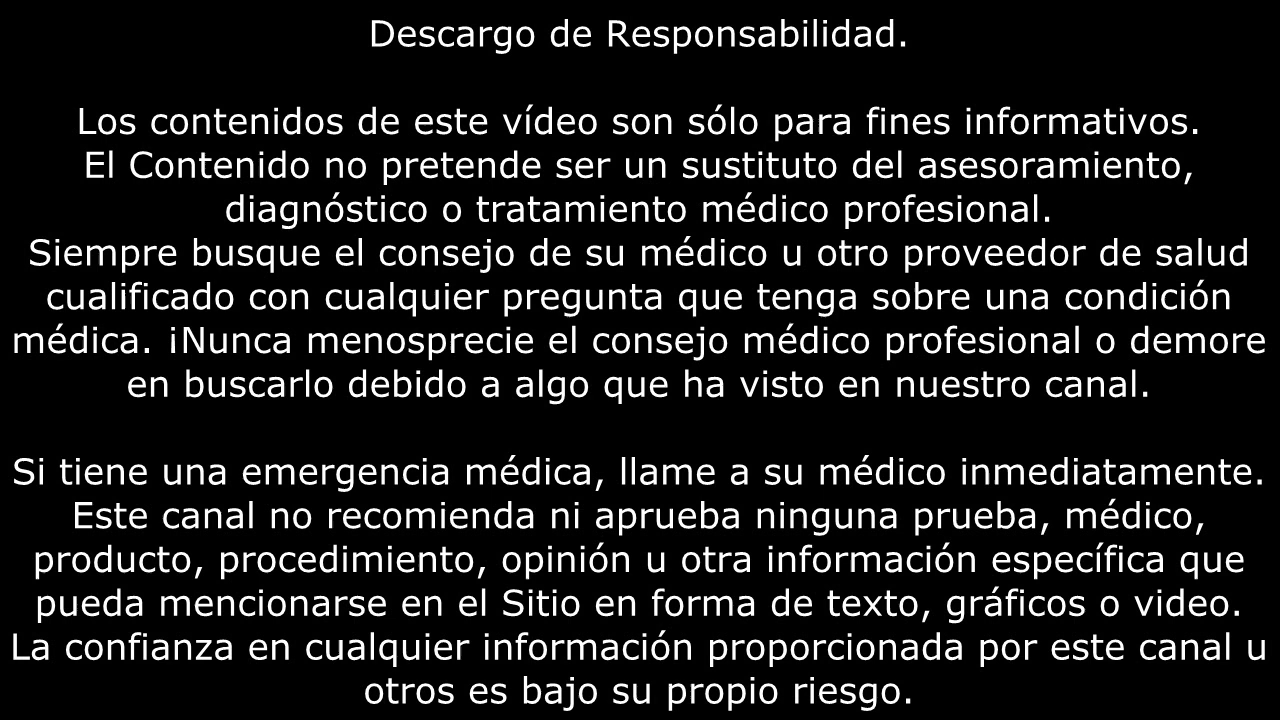 Descargo de Responsabilidad.
Los contenidos de este vídeo son sólo para fines informativos.
El Contenido no pretende ser un sustituto del asesoramiento,
diagnóstico o tratamiento médico profesional.
Siempre busque el consejo de su médico u otro proveedor de salud
cualificado con cualquier pregunta que tenga sobre una condición
médica. ¡Nunca menosprecie el consejo médico profesional o demore
en buscarlo debido a algo que ha visto en nuestro canal.
Si tiene una emergencia médica, llame a su médico inmediatamente.
Este canal no recomienda ni aprueba ninguna prueba, médico,
producto, procedimiento, opinión u otra información específica que
pueda mencionarse en el Sitio en forma de texto, gráficos o video.
La confianza en cualquier información proporcionada por este canal u
otros es bajo su propio riesgo.